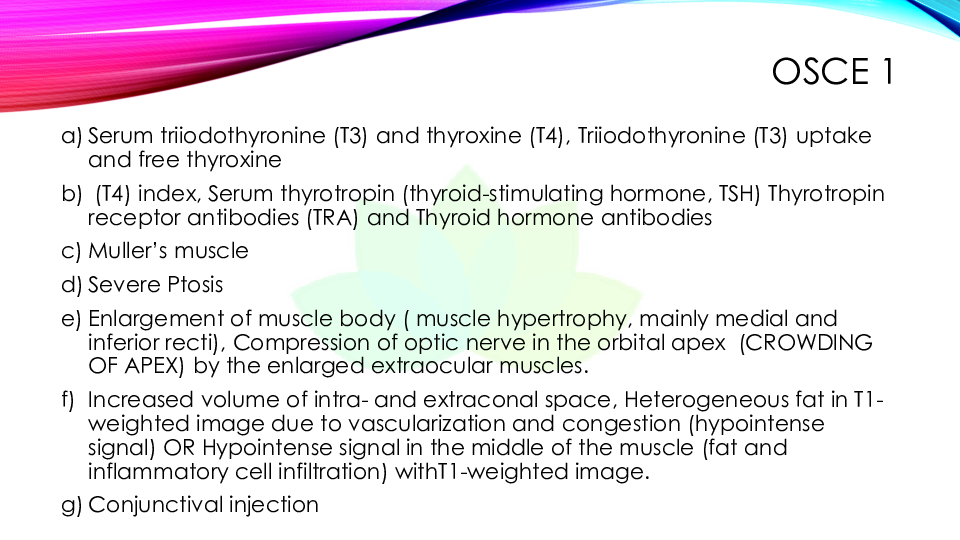 OSCE 1
a) Serum triiodothyronine (T3) and thyroxine (T4), Triiodothyronine (T3) uptake
and free thyroxine
b) (T4) index, Serum thyrotropin (thyroid-stimulating hormone, TSH) Thyrotropin
receptor antibodies (TRA) and Thyroid hormone antibodies
c) Muller’s muscle
d) Severe Ptosis
e) Enlargement of muscle body ( muscle hypertrophy, mainly medial and
inferior recti), Compression of optic nerve in the orbital apex (CROWDING
OF APEX) by the enlarged extraocular muscles.
f) Increased volume of intra- and extraconal space, Heterogeneous fat in T1-
weighted image due to vascularization and congestion (hypointense
signal) OR Hypointense signal in the middle of the muscle (fat and
inflammatory cell infiltration) withT1-weighted image.
g) Conjunctival injection